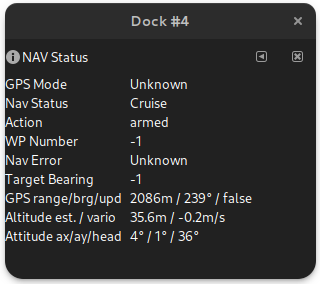 Dock #4
NAV Status
GPS Mode Unknown
Nav Status Cruise
Action armed
WP Number -1
Nav Error Unknown
Target Bearing -1
GPS range/brg/upd 2086m / 239° / false
Altitude est. / vario 35.6m / -0.2m/s
Attitude ax/ay/head 4° / 1° / 36°